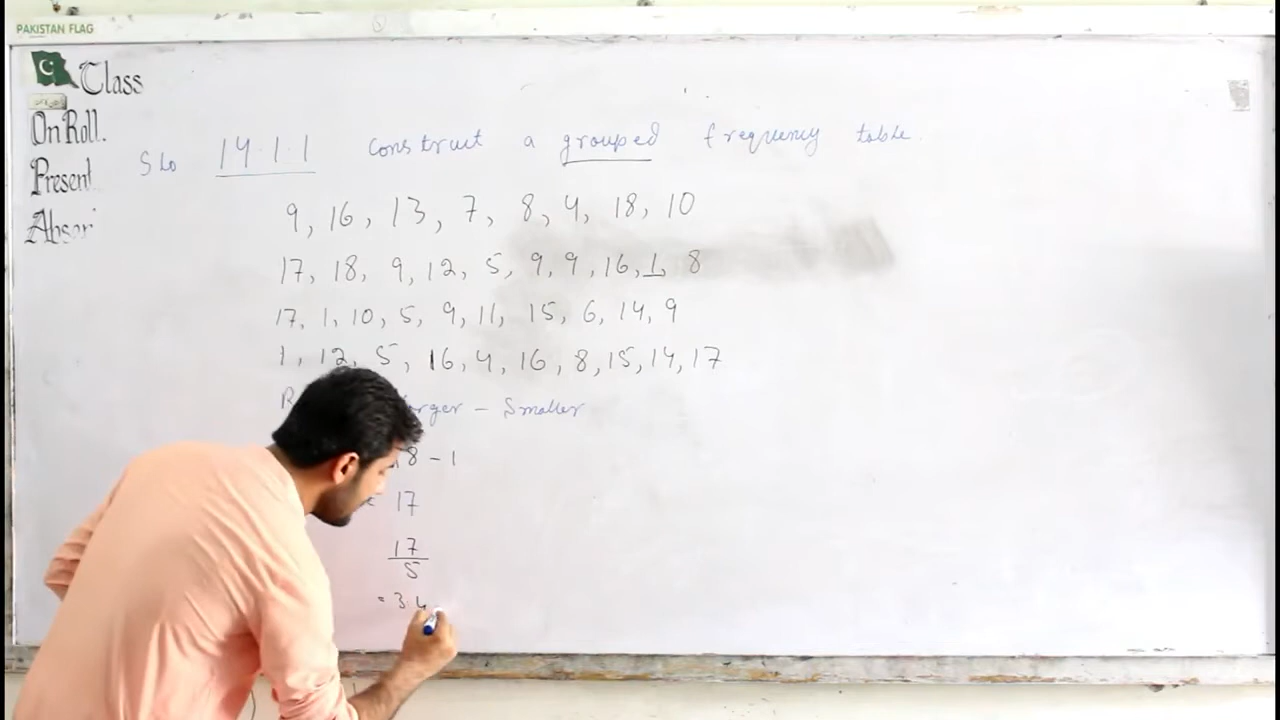 PAKISTAN FLAG
Class
On Roll.
Present.
Absen
Slo 14.1.1 Construct a grouped frequency table.
9, 16, 13, 7, 8, 4, 18, 10
17, 18, 9, 12, 5, 9, 9, 16, 1, 8
17, 1, 10, 5, 9, 11, 15, 6, 14, 9
1, 12, 5, 16, 4, 16, 8, 15, 14, 17
R arger - Smaller
18 - 1
= 17
17
5
= 3.4